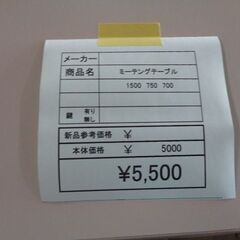 メーカー
商品名 ミーテングテーブル
1500 750 700
鍵 有り 無し
新品参考価格 ¥
本体価格 ¥ 5000
¥5,500